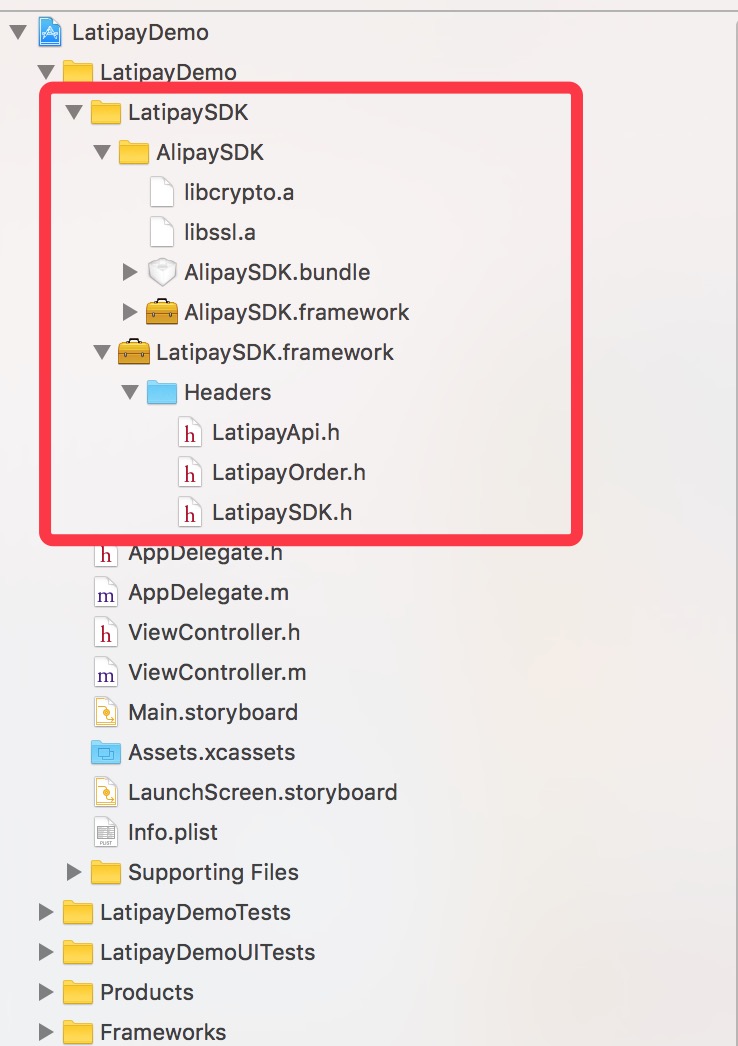 LatipayDemo
LatipayDemo
LatipaySDK
AlipaySDK
libcrypto.a
libssl.a
AlipaySDK.bundle
AlipaySDK.framework
LatipaySDK.framework
Headers
h LatipayApi.h
h LatipayOrder.h
h LatipaySDK.h
h AppDelegate.h
m AppDelegate.m
h ViewController.h
m ViewController.m
Main.storyboard
Assets.xcassets
LaunchScreen.storyboard
PLIST Info.plist
Supporting Files
LatipayDemoTests
LatipayDemoUITests
Products
Frameworks